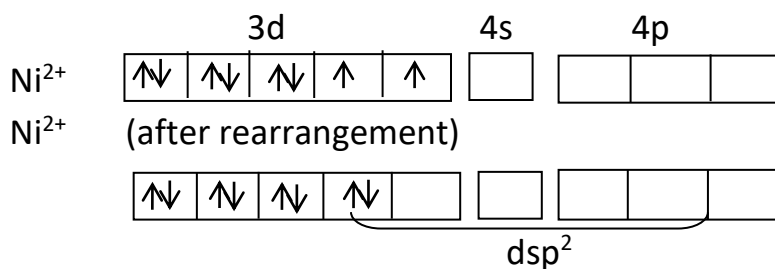 3d 4s 4p
Ni²⁺ ↑↓ ↑↓ ↑↓ ↑ ↑
Ni²⁺ (after rearrangement)
↑↓ ↑↓ ↑↓ ↑↓
dsp²